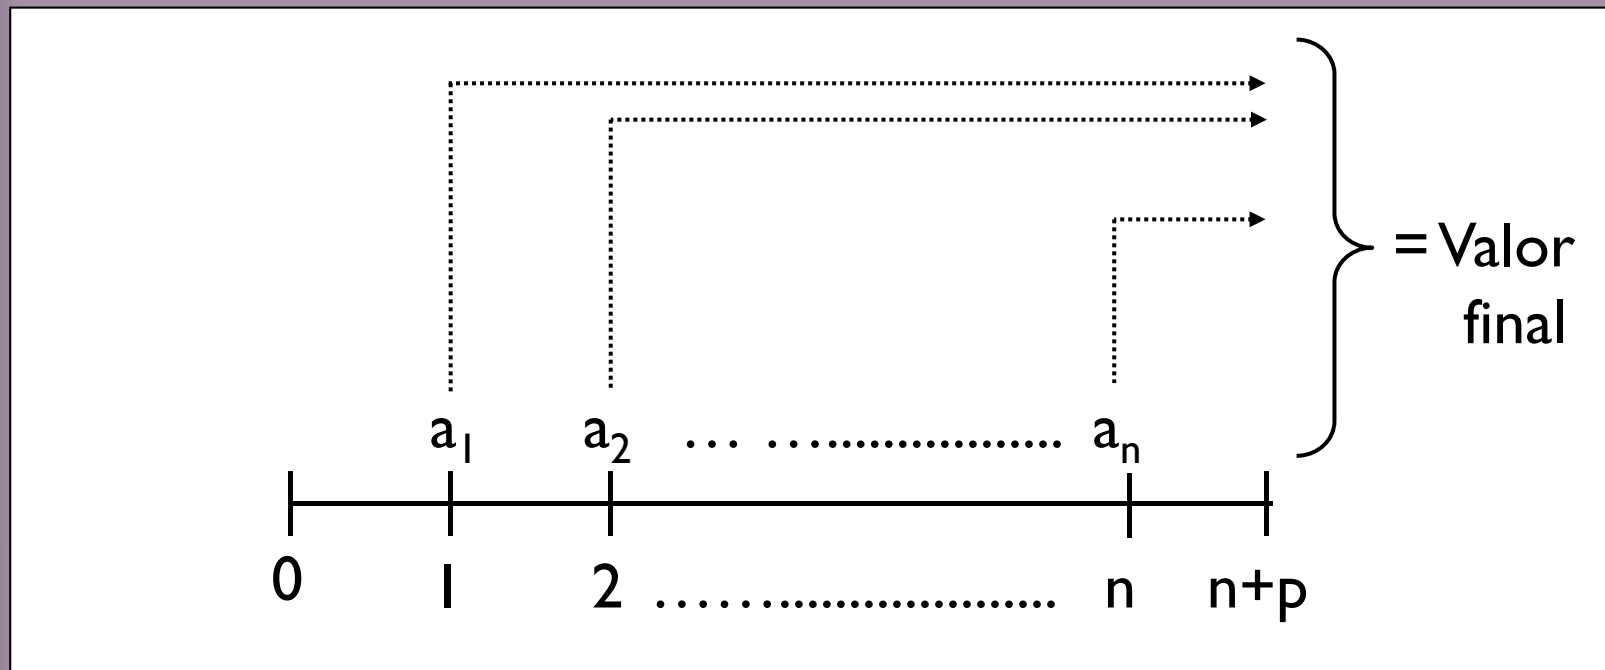 = Valor
final
a₁ a₂ ... ...................... aₙ
0 1 2 ............................ n n+p